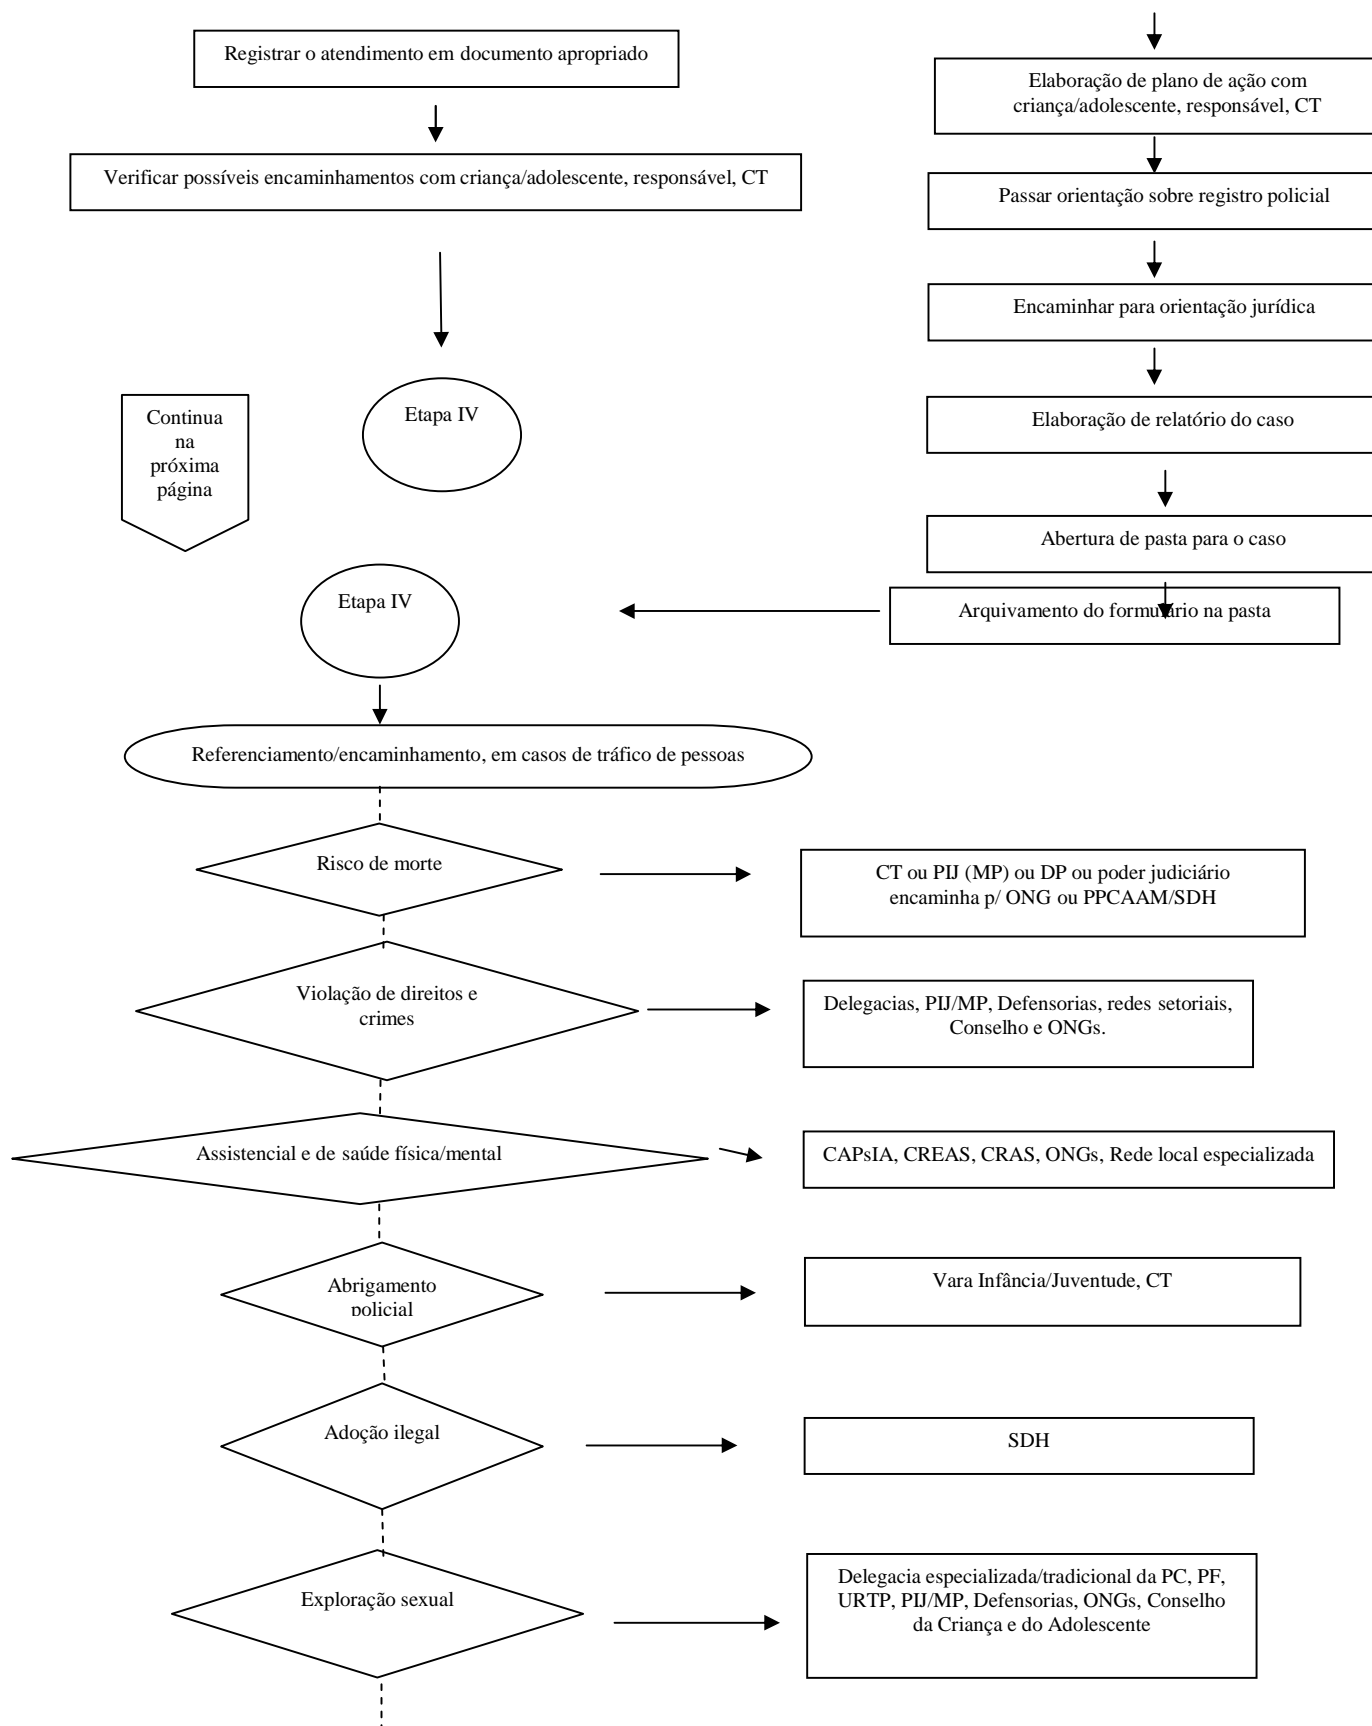 Registrar o atendimento em documento apropriado
Verificar possíveis encaminhamentos com criança/adolescente, responsável, CT
Etapa IV
Continua
na
próxima
página
Elaboração de plano de ação com
criança/adolescente, responsável, CT
Passar orientação sobre registro policial
Encaminhar para orientação jurídica
Elaboração de relatório do caso
Abertura de pasta para o caso
Arquivamento do formulário na pasta
Etapa IV
Referenciamento/encaminhamento, em casos de tráfico de pessoas
Risco de morte
CT ou PIJ (MP) ou DP ou poder judiciário
encaminha p/ ONG ou PPCAAM/SDH
Violação de direitos e
crimes
Delegacias, PIJ/MP, Defensorias, redes setoriais,
Conselho e ONGs.
Assistencial e de saúde física/mental
CAPsIA, CREAS, CRAS, ONGs, Rede local especializada
Abrigamento
policial
Vara Infância/Juventude, CT
Adoção ilegal
SDH
Exploração sexual
Delegacia especializada/tradicional da PC, PF,
URTP, PIJ/MP, Defensorias, ONGs, Conselho
da Criança e do Adolescente